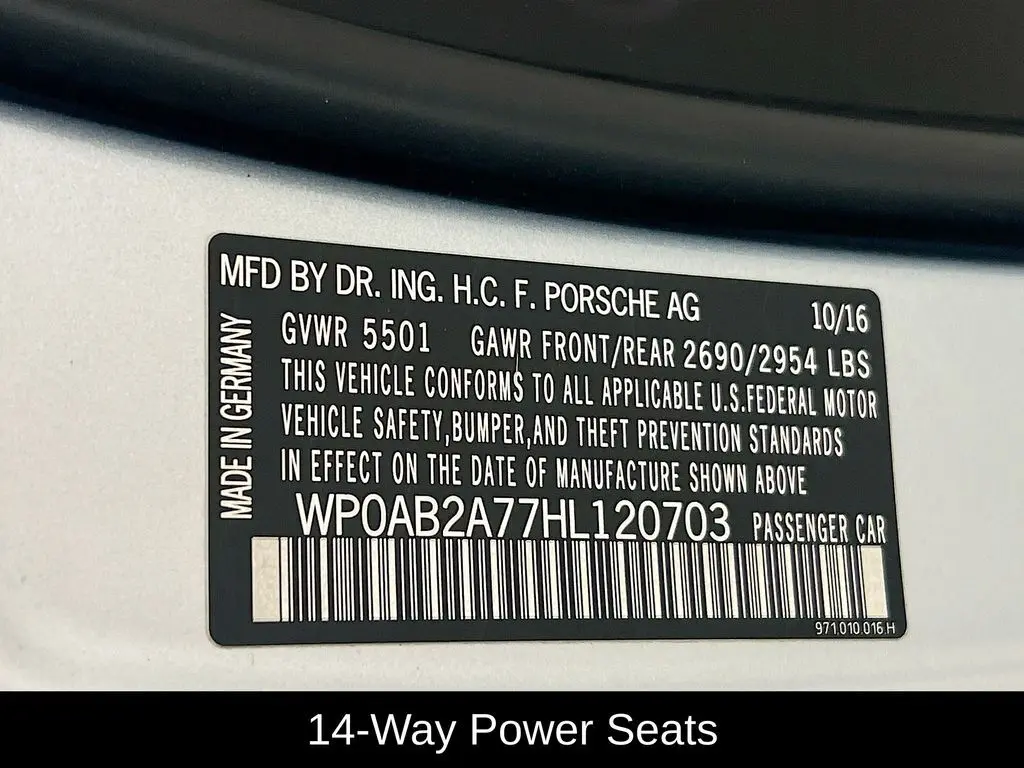 MFD BY DR. ING. H.C. F. PORSCHE AG 10/16
GVWR 5501 GAWR FRONT/REAR 2690/2954 LBS
THIS VEHICLE CONFORMS TO ALL APPLICABLE U.S.FEDERAL MOTOR
VEHICLE SAFETY,BUMPER,AND THEFT PREVENTION STANDARDS
IN EFFECT ON THE DATE OF MANUFACTURE SHOWN ABOVE
WP0AB2A77HL120703 PASSENGER CAR
MADE IN GERMANY
971.010.016.H
14-Way Power Seats